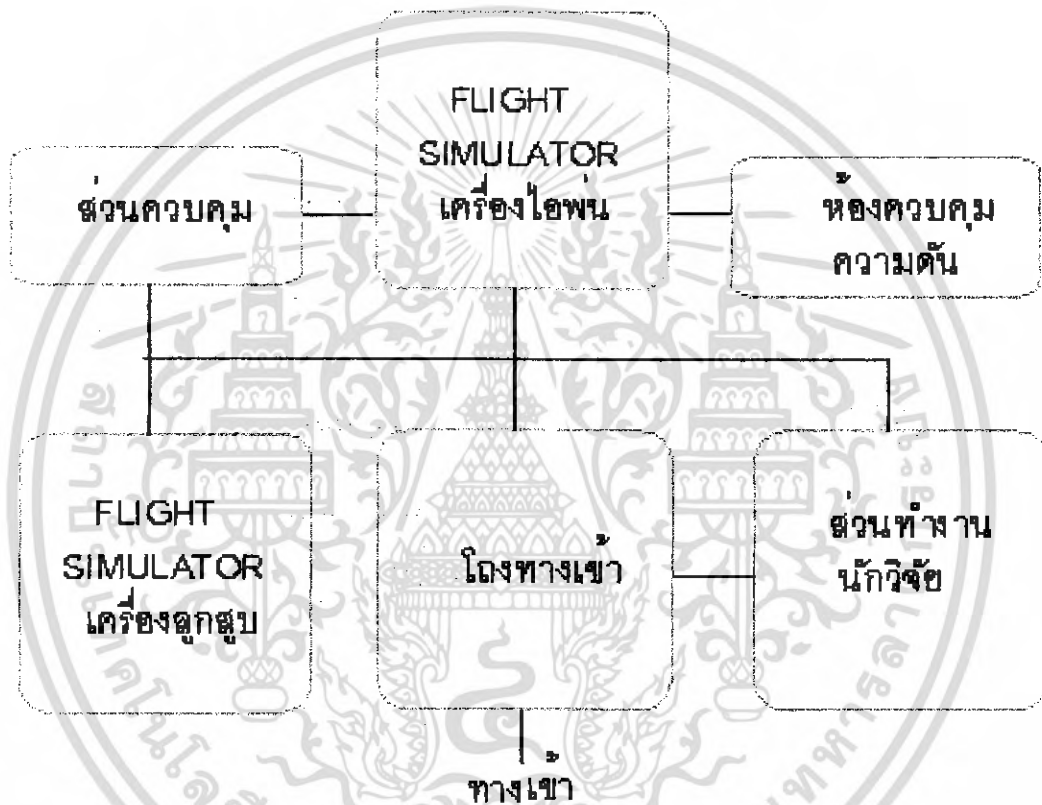 FLIGHT
SIMULATOR
เครื่องไอพ่น
ส่วนควบคุม
ห้องควบคุม
ความดัน
FLIGHT
SIMULATOR
เครื่องลูกสูบ
โถงทางเข้า
ส่วนทำงาน
นักวิจัย
ทางเข้า